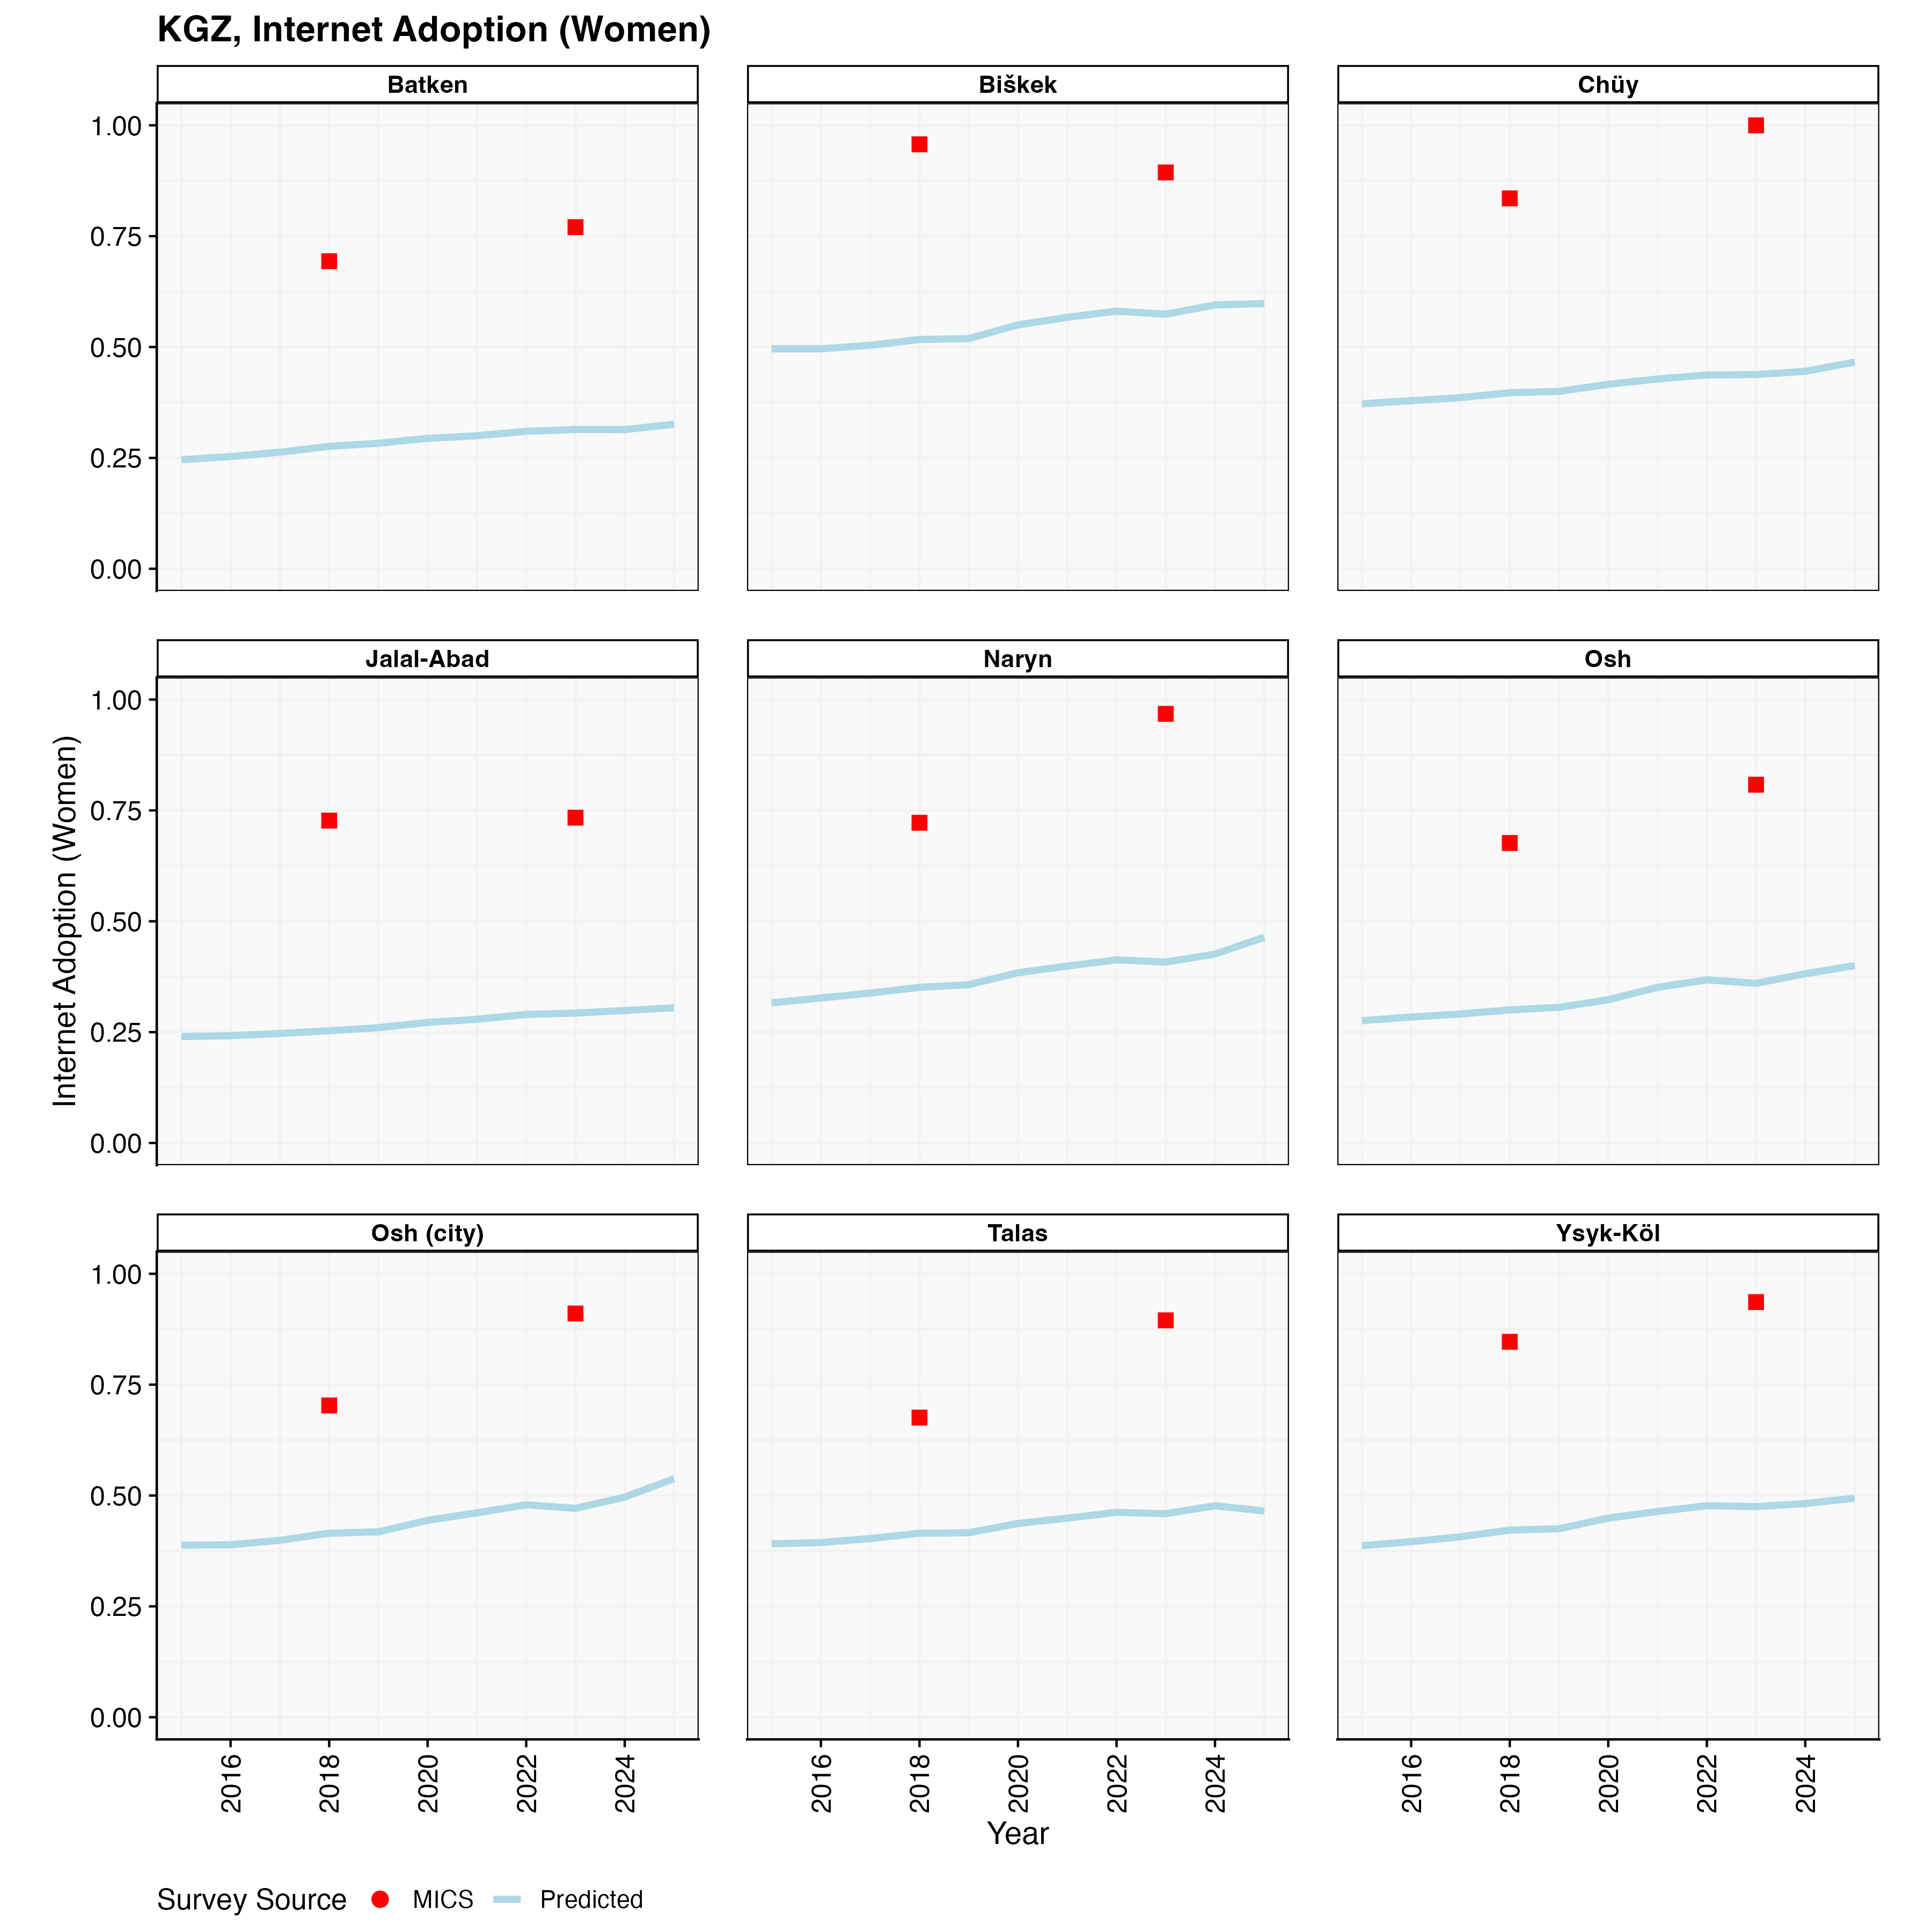 KGZ, Internet Adoption (Women)
Batken
Biškek
Chüy
1.00
0.75
0.50
0.25
0.00
Jalal-Abad
Naryn
Osh
1.00
0.75
0.50
0.25
0.00
Internet Adoption (Women)
Osh (city)
Talas
Ysyk-Köl
1.00
0.75
0.50
0.25
0.00
2016 2018 2020 2022 2024
2016 2018 2020 2022 2024
2016 2018 2020 2022 2024
Year
Survey Source MICS Predicted